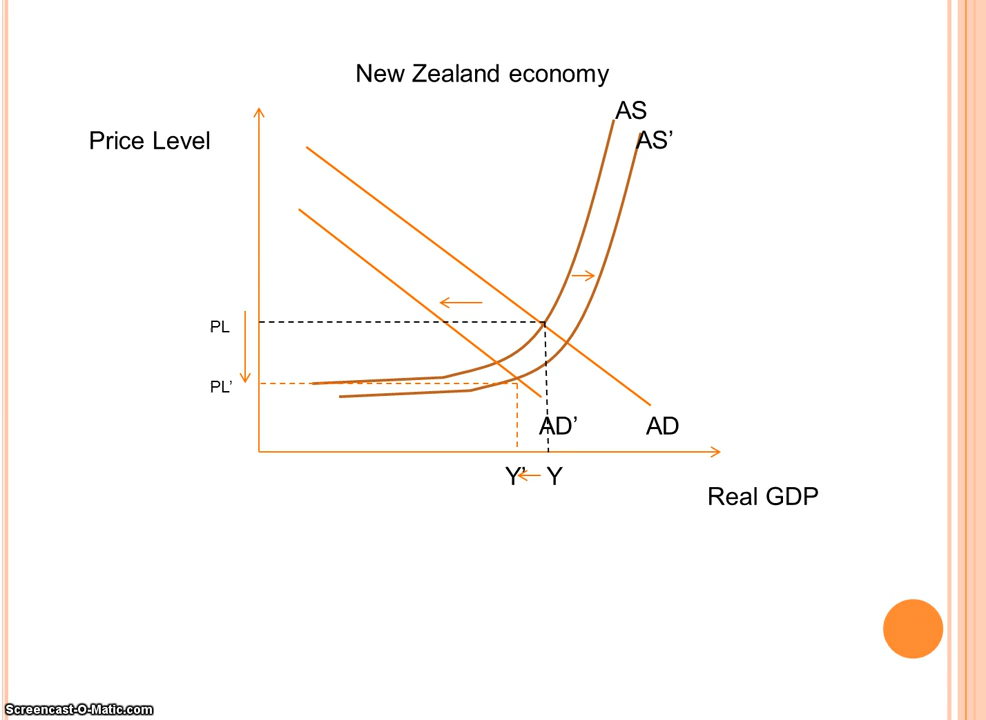 New Zealand economy
AS
Price Level
AS’
PL
PL’
AD’
AD
Y’
Y
Real GDP
Screencast-O-Matic.com